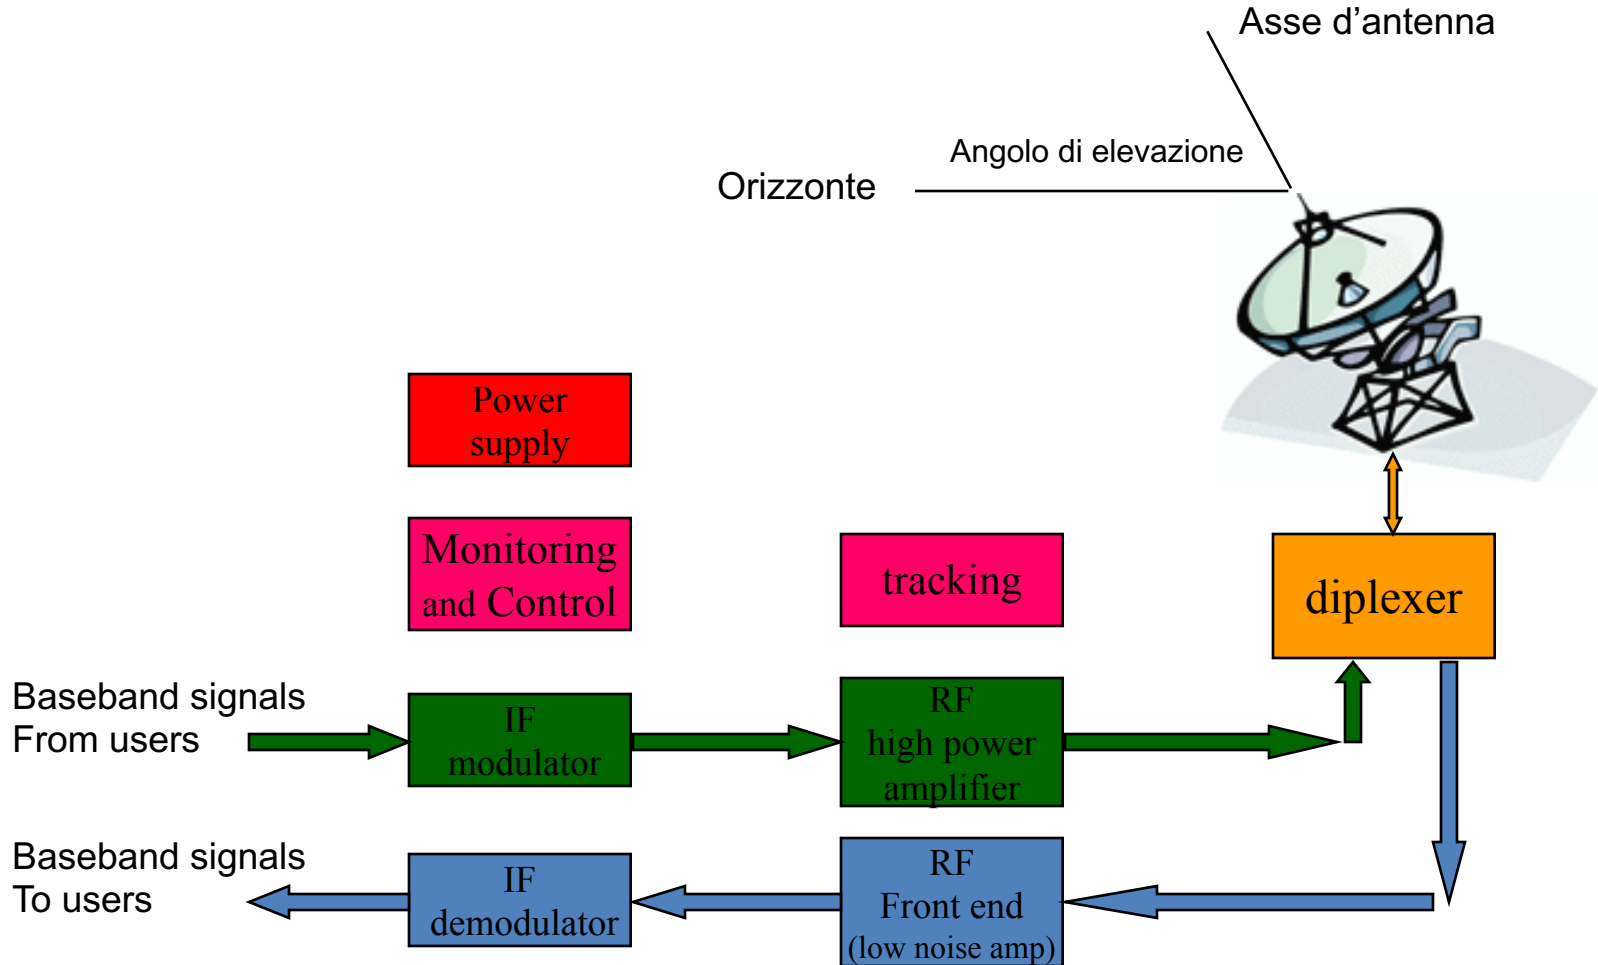 Asse d’antenna
Angolo di elevazione
Orizzonte
Power
supply
Monitoring
and Control
tracking
diplexer
Baseband signals
From users
IF
modulator
RF
high power
amplifier
Baseband signals
To users
IF
demodulator
RF
Front end
(low noise amp)